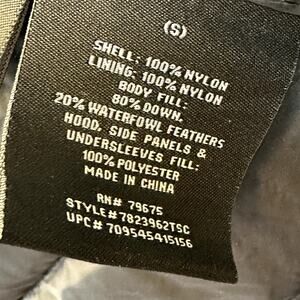 (S)
SHELL: 100% NYLON
LINING: 100% NYLON
BODY FILL:
80% DOWN,
20% WATERFOWL FEATHERS
HOOD, SIDE PANELS &
UNDERSLEEVES FILL:
100% POLYESTER
MADE IN CHINA
RN# 79675
STYLE# 7823962TSC
UPC# 709545415156